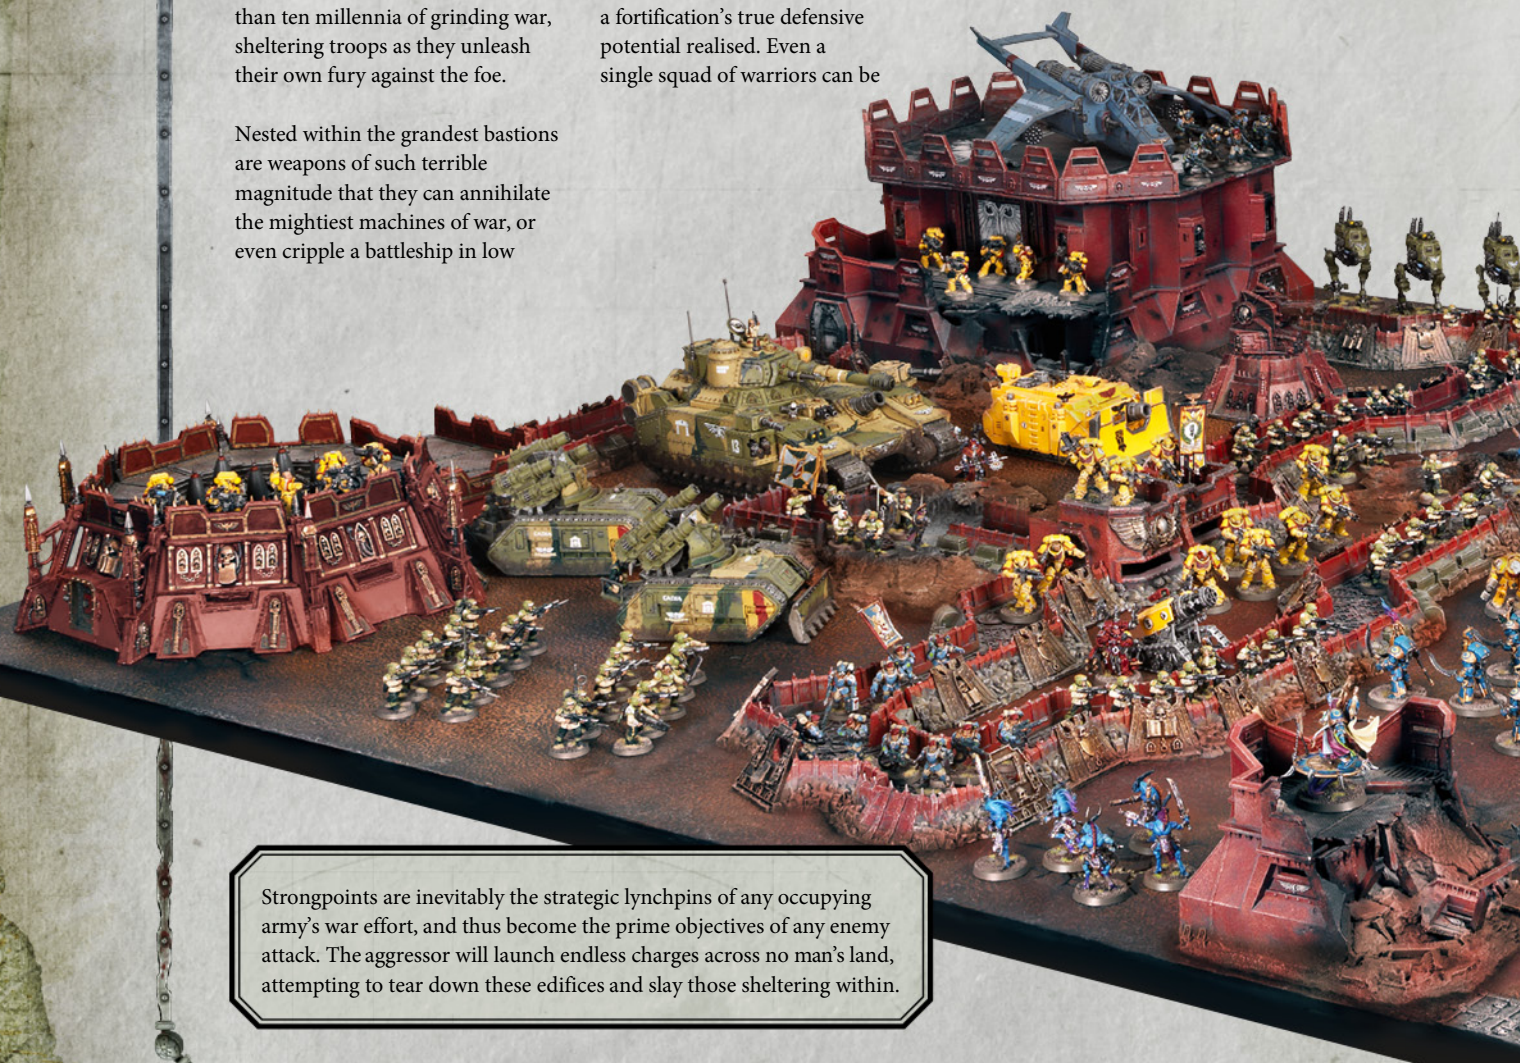 than ten millennia of grinding war,
sheltering troops as they unleash
their own fury against the foe.
Nested within the grandest bastions
are weapons of such terrible
magnitude that they can annihilate
the mightiest machines of war, or
even cripple a battleship in low
a fortification’s true defensive
potential realised. Even a
single squad of warriors can be
Strongpoints are inevitably the strategic lynchpins of any occupying
army’s war effort, and thus become the prime objectives of any enemy
attack. The aggressor will launch endless charges across no man’s land,
attempting to tear down these edifices and slay those sheltering within.